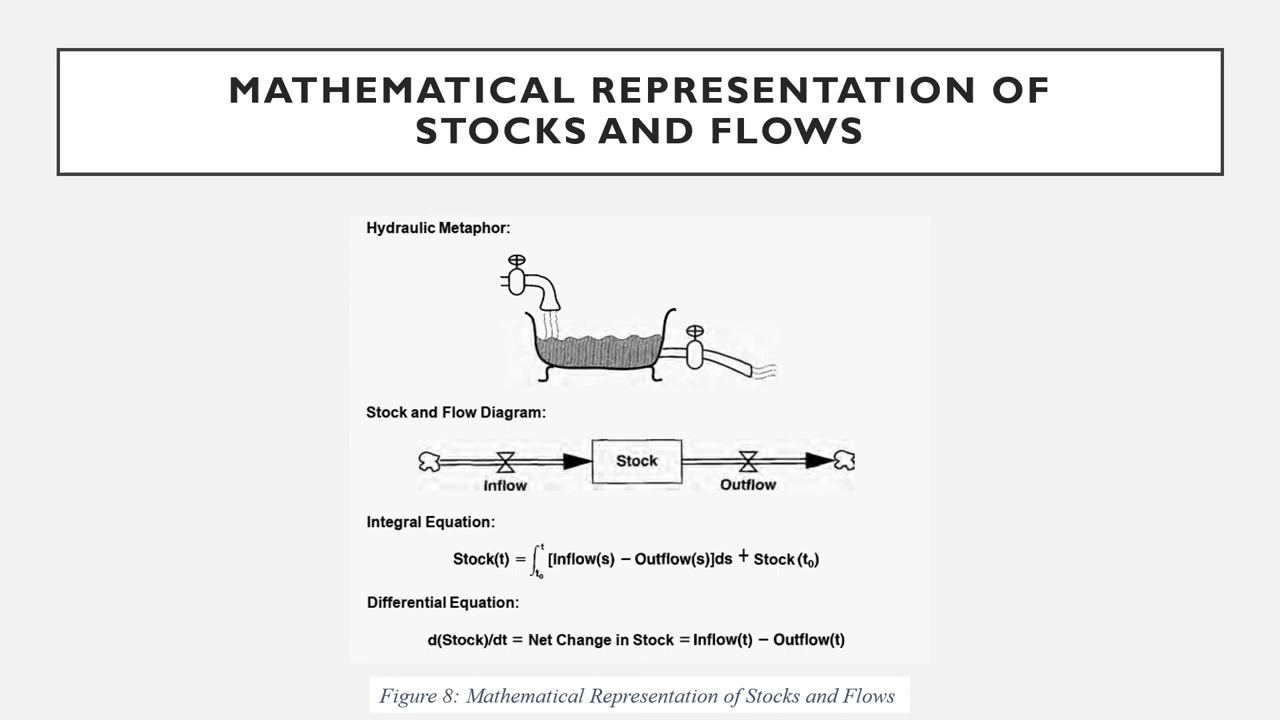 MATHEMATICAL REPRESENTATION OF
STOCKS AND FLOWS
Hydraulic Metaphor:
Stock and Flow Diagram:
Stock
Inflow
Outflow
Integral Equation:
Stock(t) = ∫_{t₀}^{t} [Inflow(s) − Outflow(s)]ds + Stock (t₀)
Differential Equation:
d(Stock)/dt = Net Change in Stock = Inflow(t) − Outflow(t)
Figure 8: Mathematical Representation of Stocks and Flows